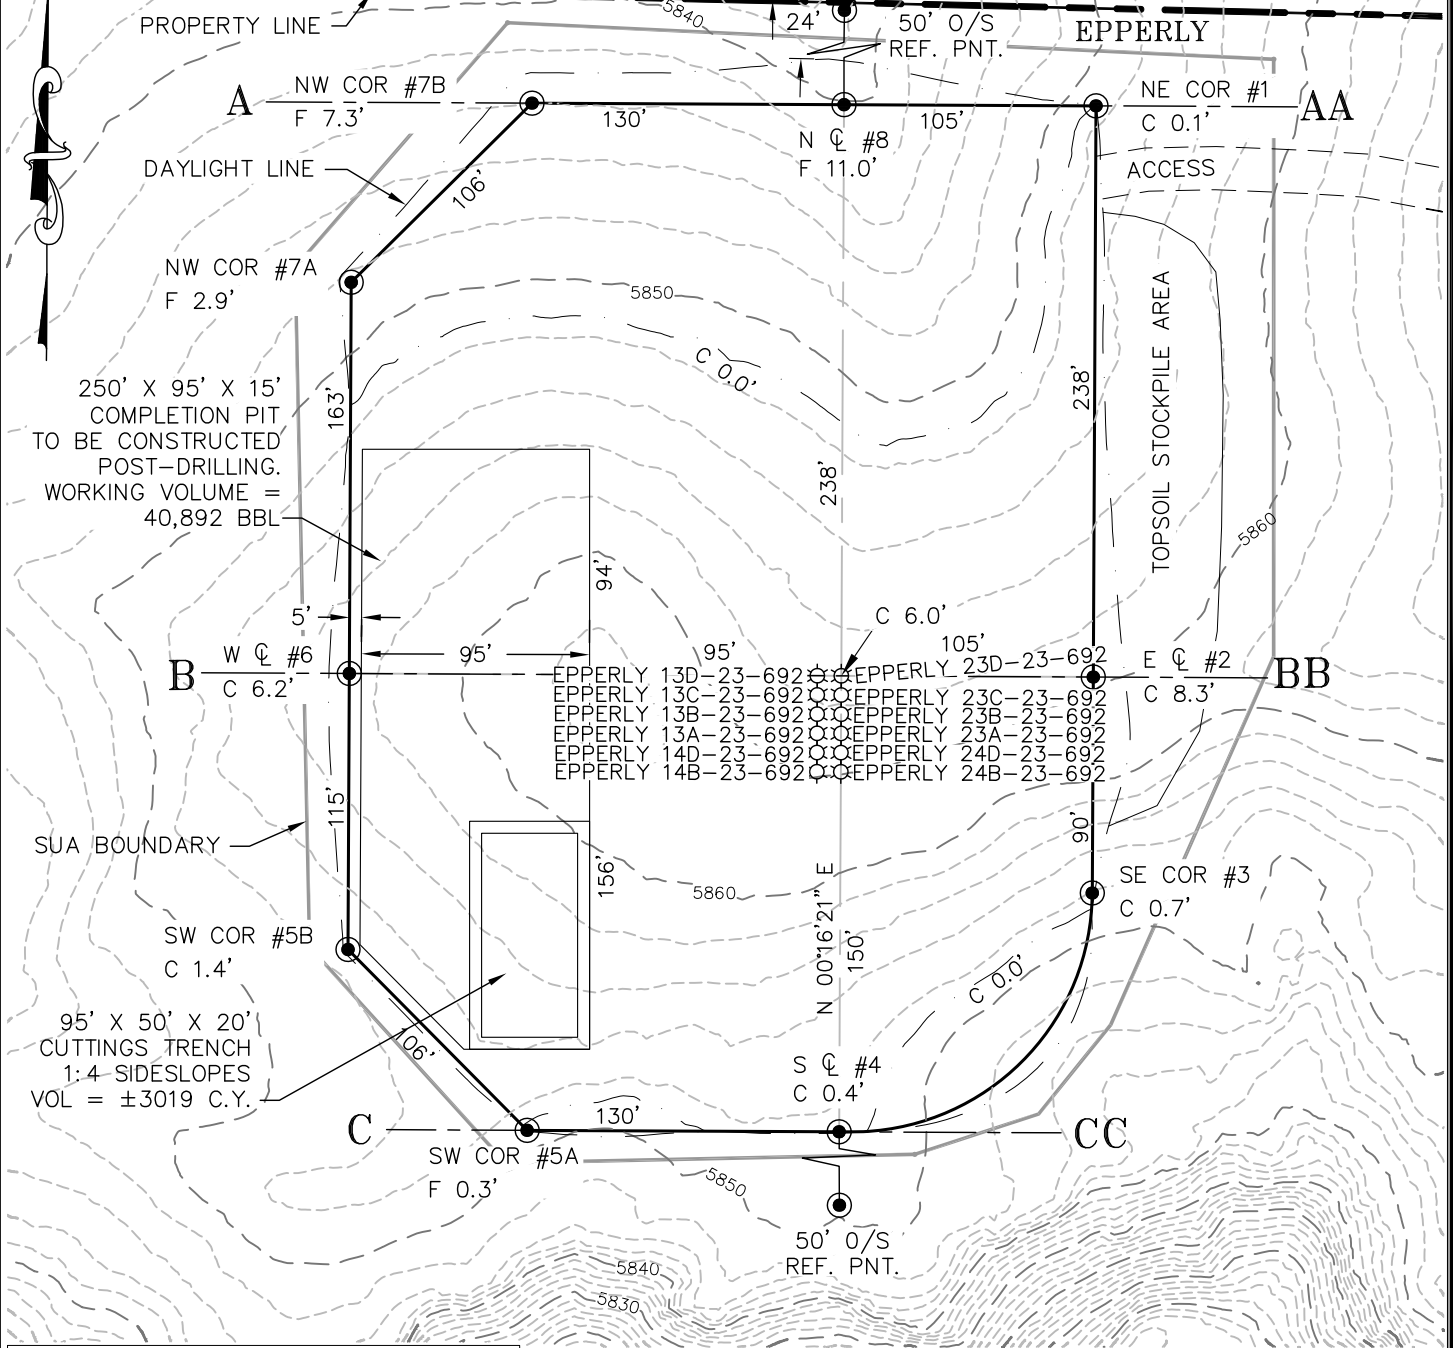 5840
24'
50' O/S
REF. PNT.
EPPERLY
PROPERTY LINE
A
NW COR #7B
F 7.3'
130'
N ℄ #8
F 11.0'
105'
NE COR #1
C 0.1'
AA
ACCESS
DAYLIGHT LINE
106'
NW COR #7A
F 2.9'
5850
C 0.0'
238'
238'
TOPSOIL STOCKPILE AREA
250' X 95' X 15'
COMPLETION PIT
TO BE CONSTRUCTED
POST-DRILLING.
WORKING VOLUME =
40,892 BBL
163'
5860
94'
5'
95'
95'
C 6.0'
105'
B
W ℄ #6
C 6.2'
E ℄ #2
C 8.3'
BB
EPPERLY 13D-23-692
EPPERLY 23D-23-692
EPPERLY 13C-23-692
EPPERLY 23C-23-692
EPPERLY 13B-23-692
EPPERLY 23B-23-692
EPPERLY 13A-23-692
EPPERLY 23A-23-692
EPPERLY 14D-23-692
EPPERLY 24D-23-692
EPPERLY 14B-23-692
EPPERLY 24B-23-692
115'
90'
SUA BOUNDARY
156'
5860
N 00°16'21" E
150'
SE COR #3
C 0.7'
SW COR #5B
C 1.4'
C 0.0'
95' X 50' X 20'
CUTTINGS TRENCH
1:4 SIDESLOPES
VOL = ±3019 C.Y.
106'
S ℄ #4
C 0.4'
C
130'
CC
SW COR #5A
F 0.3'
5850
50' O/S
REF. PNT.
5840
5830